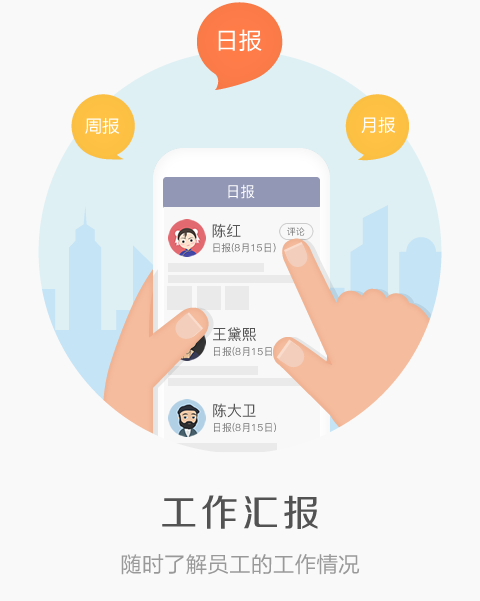 日报
周报
月报
日报
陈红
评论
日报(8月15日)
王黛熙
日报(8月15日
陈大卫
日报(8月15日)
工作汇报
随时了解员工的工作情况